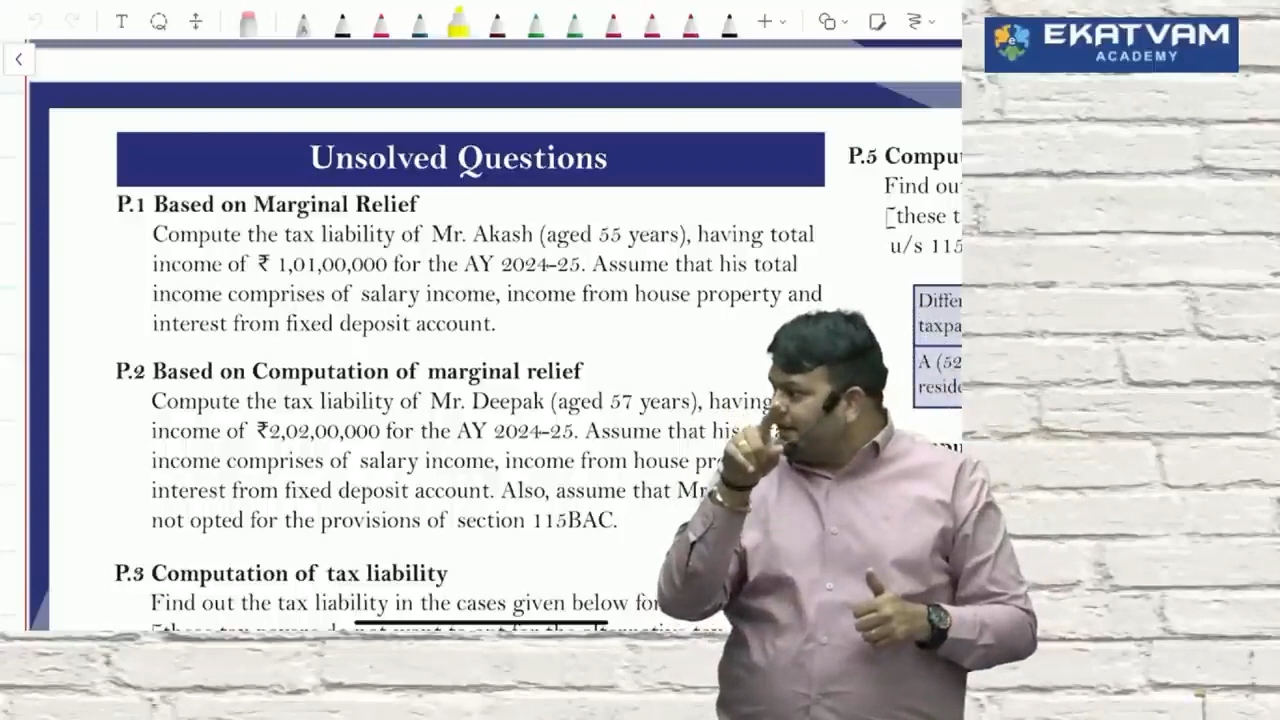 T
A
EKATVAM
ACADEMY
Unsolved Questions
P.1 Based on Marginal Relief
Compute the tax liability of Mr. Akash (aged 55 years), having total
income of ₹ 1,01,00,000 for the AY 2024–25. Assume that his total
income comprises of salary income, income from house property and
interest from fixed deposit account.
P.2 Based on Computation of marginal relief
Compute the tax liability of Mr. Deepak (aged 57 years), having
income of ₹2,02,00,000 for the AY 2024–25. Assume that his
income comprises of salary income, income from house
interest from fixed deposit account. Also, assume that Mr
not opted for the provisions of section 115BAC.
P.3 Computation of tax liability
Find out the tax liability in the cases given below for
P.5 Compu
Find ou
[these t
u/s 115
Differ
taxpa
A (52
reside